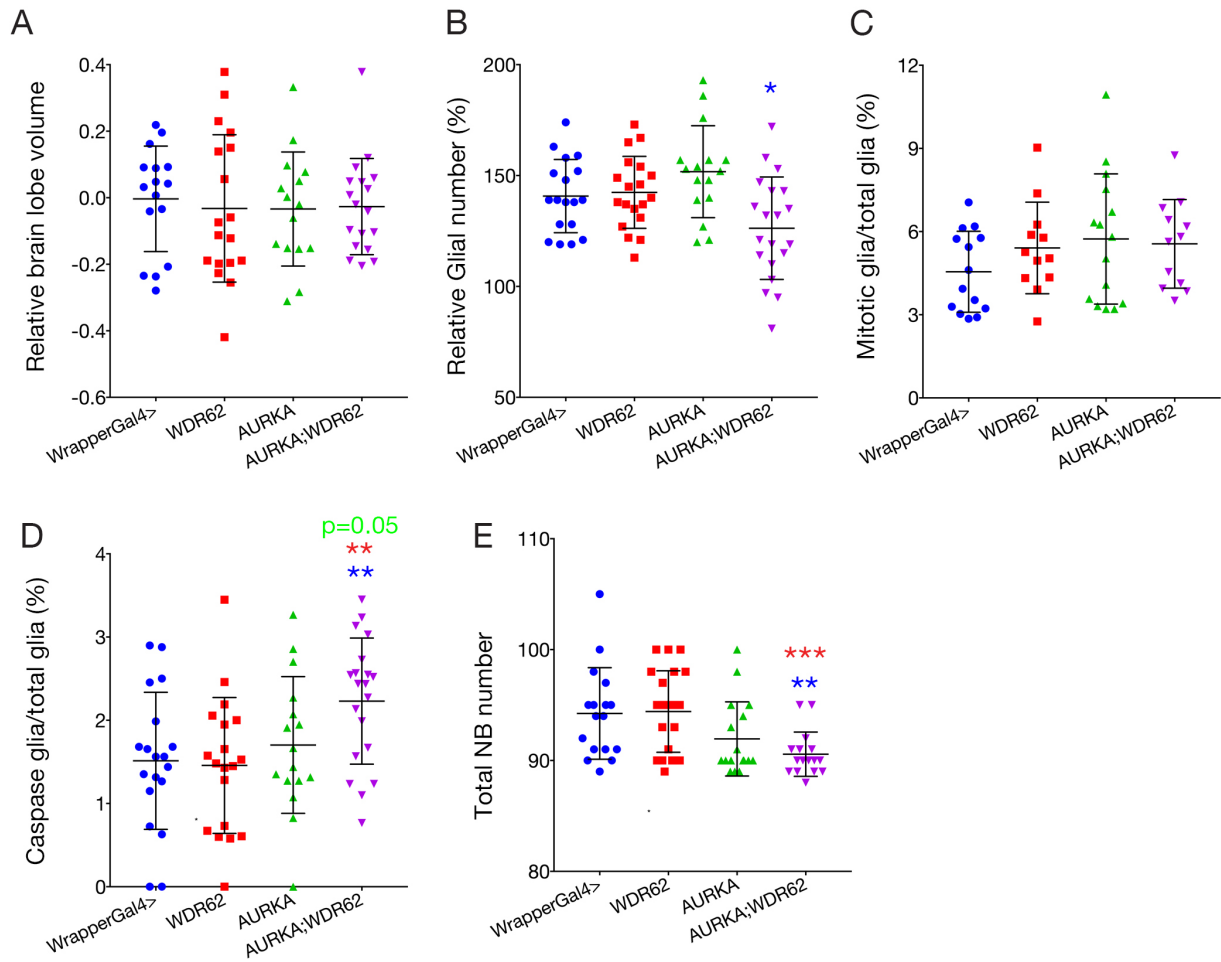 A
Relative brain lobe volume
0.4
0.2
0.0
-0.2
-0.4
-0.6
WrapperGal4>
WDR62
AURKA
AURKA;WDR62
B
Relative Glial number (%)
200
150
100
50
*
WrapperGal4>
WDR62
AURKA
AURKA;WDR62
C
Mitotic glia/total glia (%)
12
9
6
3
0
WrapperGal4>
WDR62
AURKA
AURKA;WDR62
D
Caspase glia/total glia (%)
4
3
2
1
0
p=0.05
**
**
WrapperGal4>
WDR62
AURKA
AURKA;WDR62
E
Total NB number
110
100
90
80
***
**
WrapperGal4>
WDR62
AURKA
AURKA;WDR62